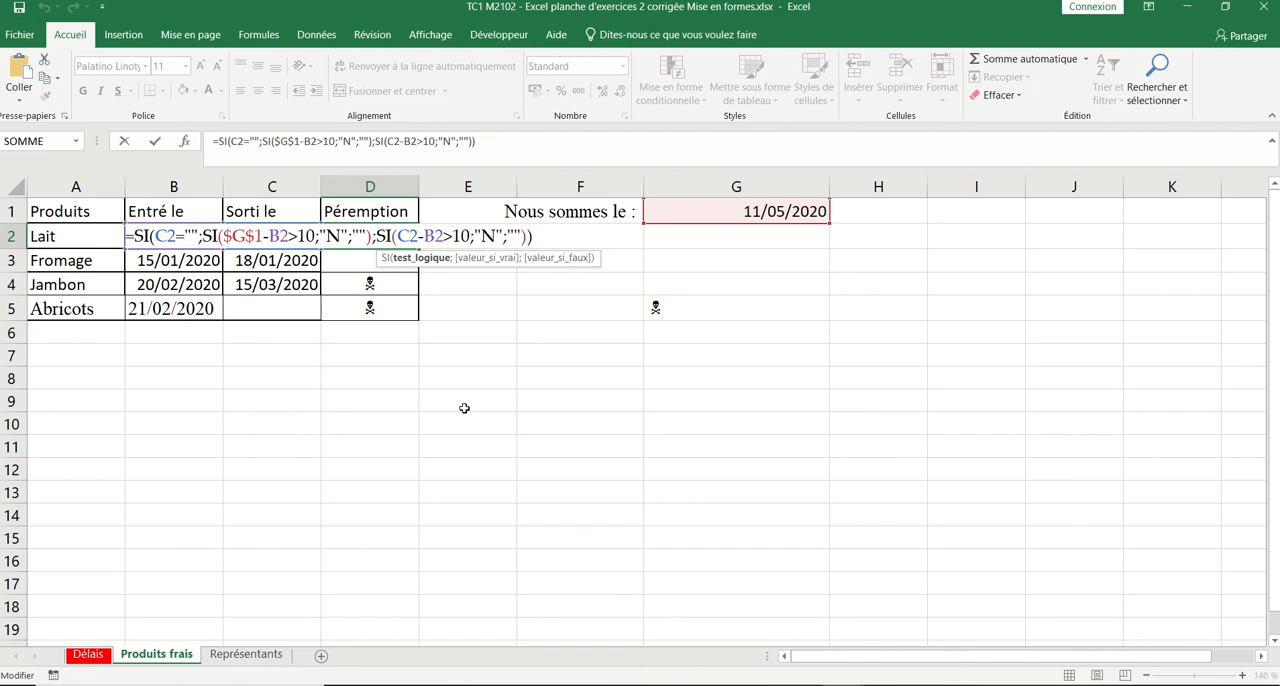 TC1 M2102 - Excel planche d'exercices 2 corrigée Mise en formes.xlsx - Excel
Connexion
Fichier Accueil Insertion Mise en page Formules Données Révision Affichage Développeur Aide Dites-nous ce que vous voulez faire Partager
Coller
Palatino Linoty 11
G I S
Renvoyer à la ligne automatiquement
Fusionner et centrer
Standard
% 000
Mise en forme conditionnelle
Mettre sous forme de tableau
Styles de cellules
Insérer Supprimer Format
Somme automatique
Recopier
Effacer
Trier et filtrer
Rechercher et sélectionner
Presse-papiers Police Alignement Nombre Styles Cellules Édition
SOMME fx =SI(C2="";SI($G$1-B2>10;"N";"");SI(C2-B2>10;"N";""))
A B C D E F G H I J K
1 Produits Entré le Sorti le Péremption Nous sommes le : 11/05/2020
2 Lait =SI(C2="";SI($G$1-B2>10;"N";"");SI(C2-B2>10;"N";""))
SI(test_logique; [valeur_si_vrai]; [valeur_si_faux])
3 Fromage 15/01/2020 18/01/2020
4 Jambon 20/02/2020 15/03/2020 ☠
5 Abricots 21/02/2020 ☠ ☠
6
7
8
9
10
11
12
13
14
15
16
17
18
19
Délais Produits frais Représentants
Modifier 140 %